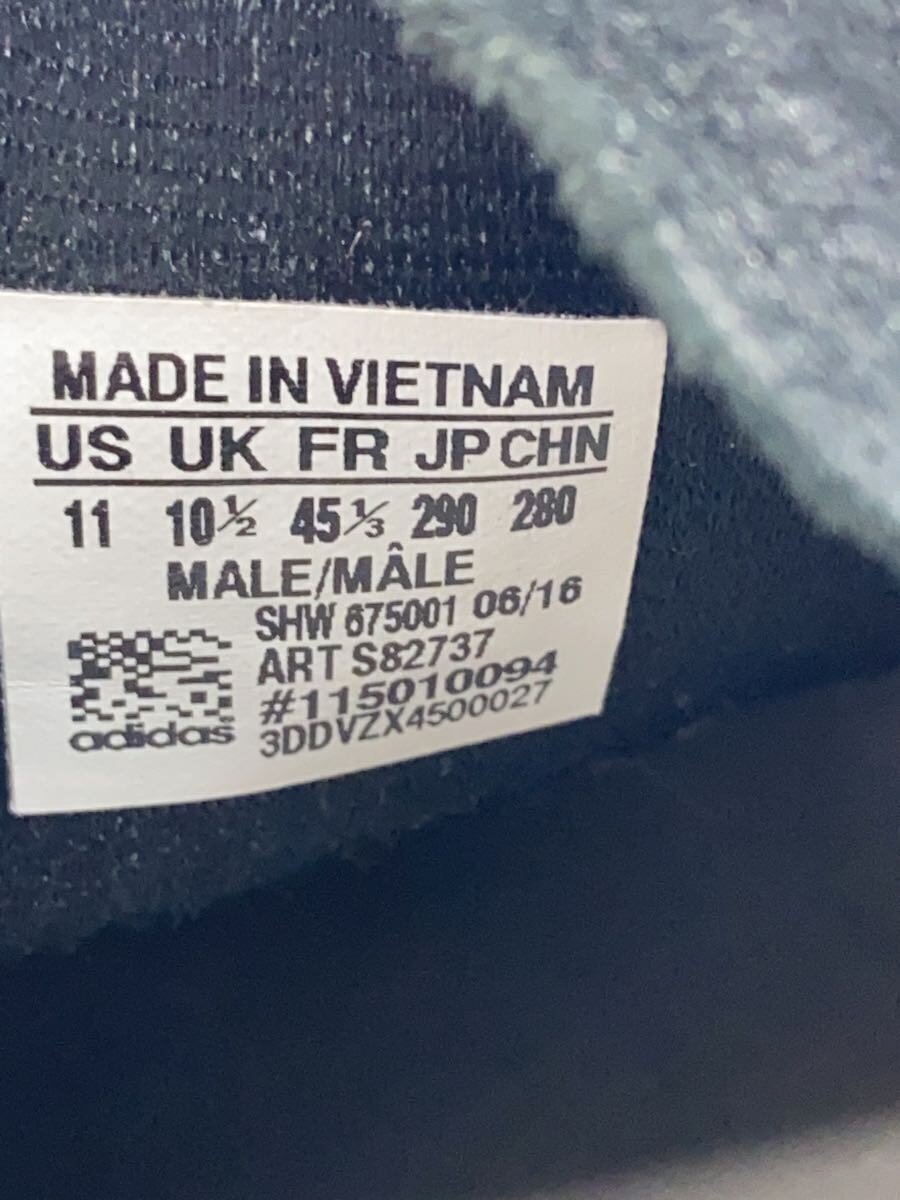 MADE IN VIETNAM
US UK FR JP CHN
11 10½ 45⅓ 290 280
MALE/MÂLE
SHW 675001 06/16
ART S82737
#115010094
3DDVZX4500027
adidas